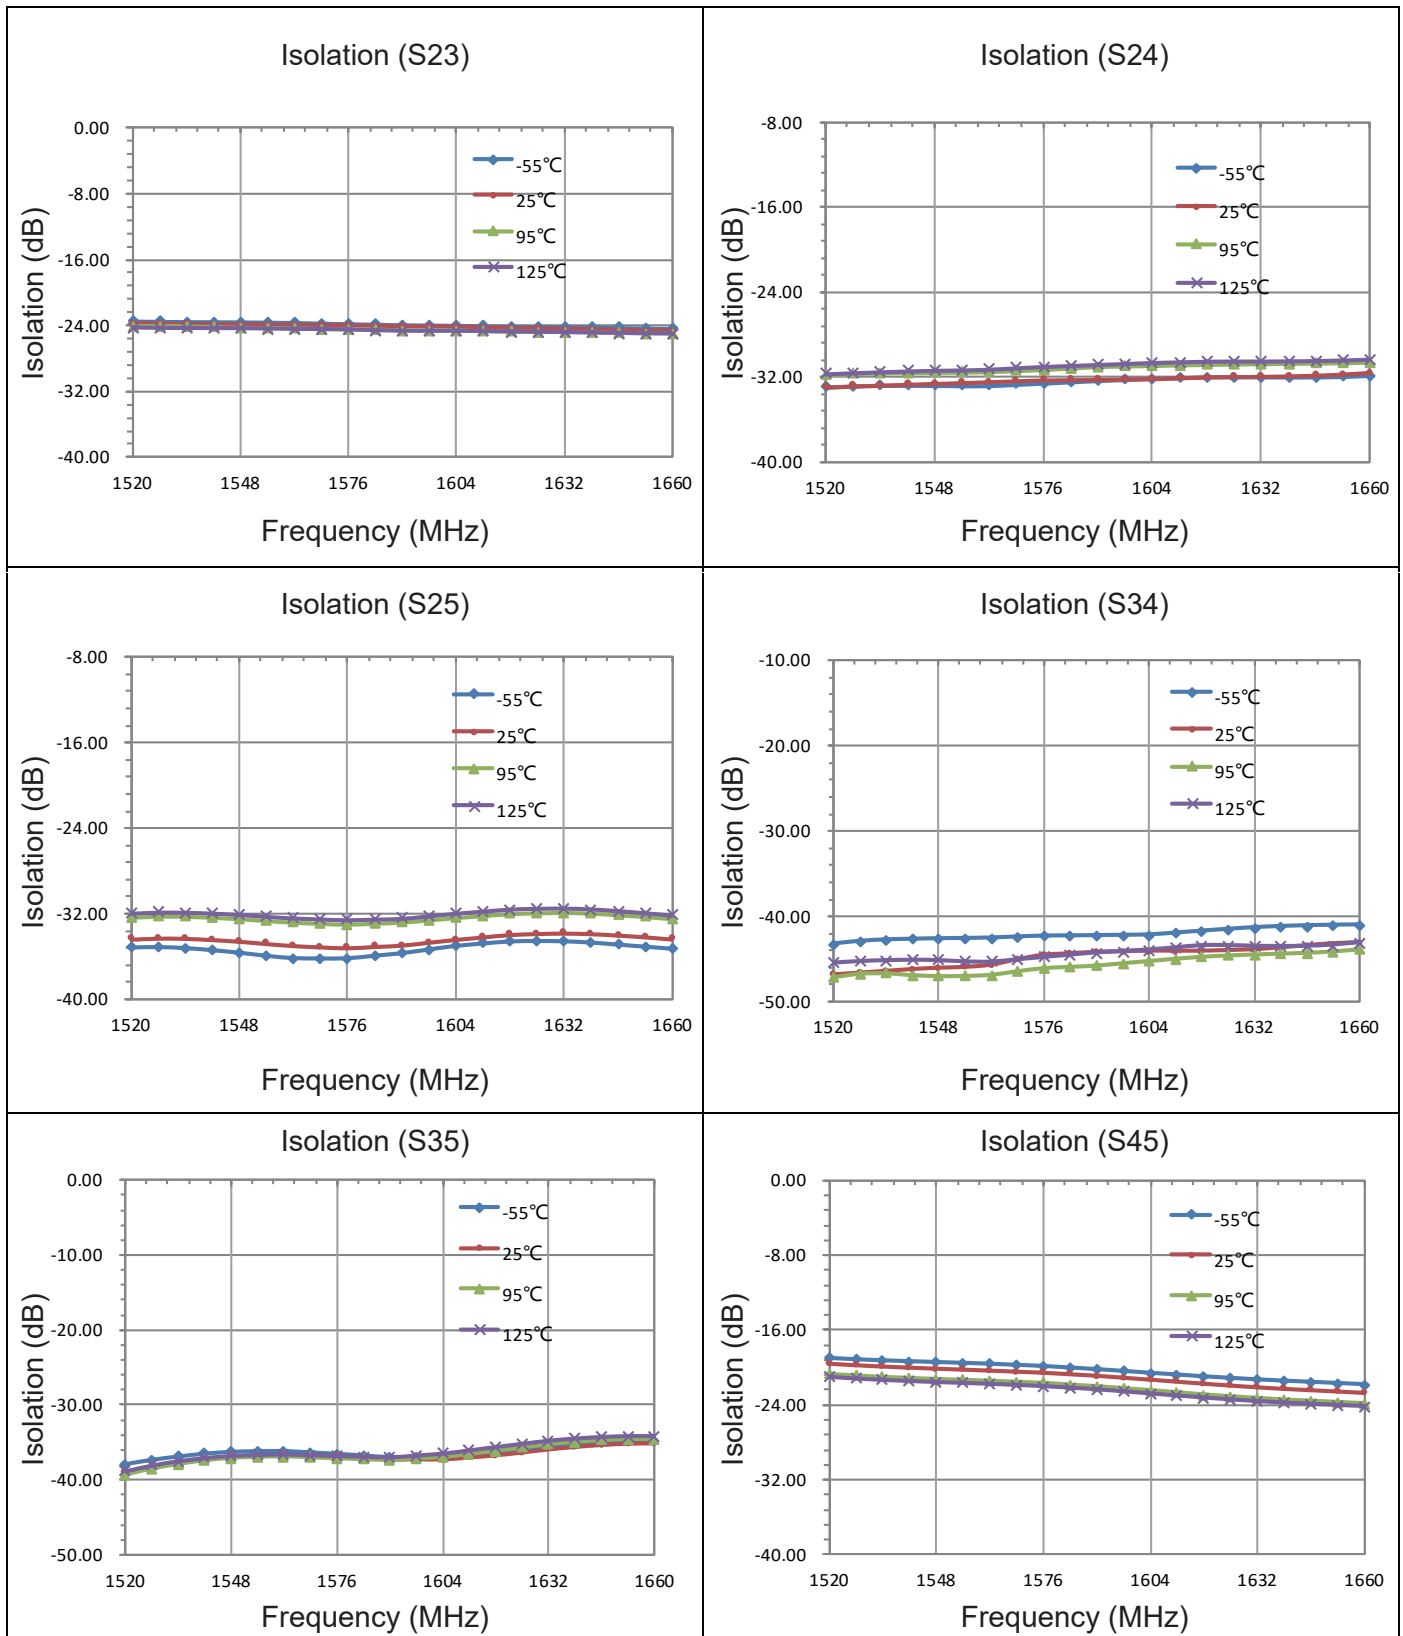 Isolation (S23)
Isolation (dB)
0.00
-8.00
-16.00
-24.00
-32.00
-40.00
-55℃
25℃
95℃
125℃
1520 1548 1576 1604 1632 1660
Frequency (MHz)
Isolation (S24)
Isolation (dB)
-8.00
-16.00
-24.00
-32.00
-40.00
-55℃
25℃
95℃
125℃
1520 1548 1576 1604 1632 1660
Frequency (MHz)
Isolation (S25)
Isolation (dB)
-8.00
-16.00
-24.00
-32.00
-40.00
-55℃
25℃
95℃
125℃
1520 1548 1576 1604 1632 1660
Frequency (MHz)
Isolation (S34)
Isolation (dB)
-10.00
-20.00
-30.00
-40.00
-50.00
-55℃
25℃
95℃
125℃
1520 1548 1576 1604 1632 1660
Frequency (MHz)
Isolation (S35)
Isolation (dB)
0.00
-10.00
-20.00
-30.00
-40.00
-50.00
-55℃
25℃
95℃
125℃
1520 1548 1576 1604 1632 1660
Frequency (MHz)
Isolation (S45)
Isolation (dB)
0.00
-8.00
-16.00
-24.00
-32.00
-40.00
-55℃
25℃
95℃
125℃
1520 1548 1576 1604 1632 1660
Frequency (MHz)